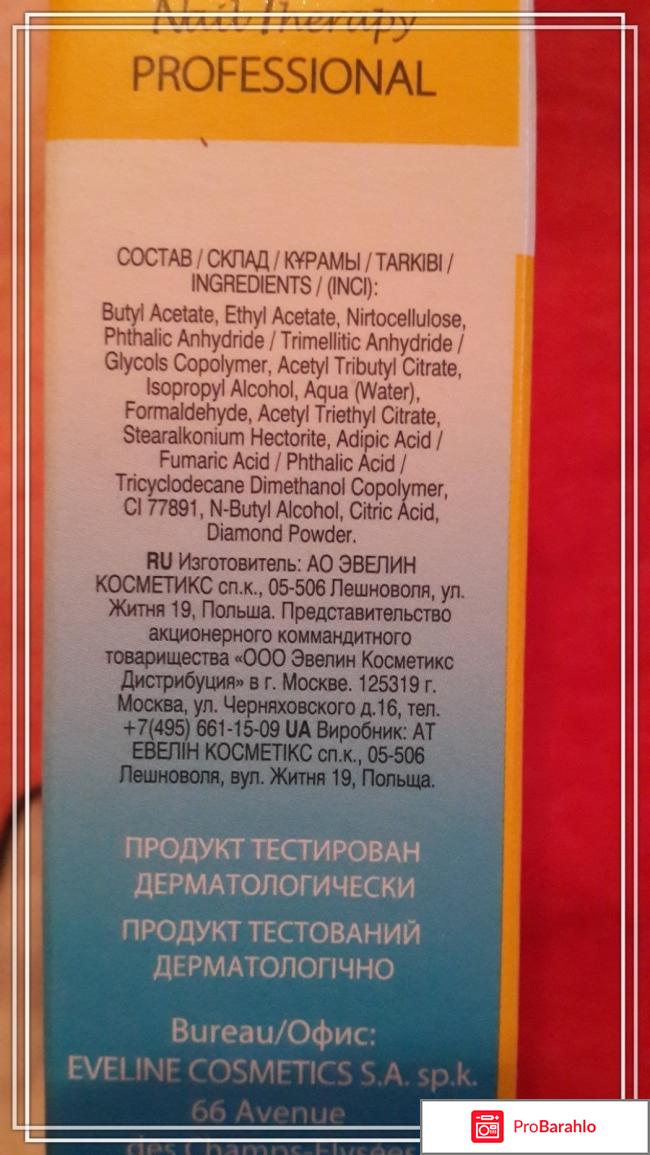 Nail Therapy
PROFESSIONAL
СОСТАВ / СКЛАД / ҚҰРАМЫ / TARKIBI /
INGREDIENTS / (INCI):
Butyl Acetate, Ethyl Acetate, Nirtocellulose,
Phthalic Anhydride / Trimellitic Anhydride /
Glycols Copolymer, Acetyl Tributyl Citrate,
Isopropyl Alcohol, Aqua (Water),
Formaldehyde, Acetyl Triethyl Citrate,
Stearalkonium Hectorite, Adipic Acid /
Fumaric Acid / Phthalic Acid /
Tricyclodecane Dimethanol Copolymer,
CI 77891, N-Butyl Alcohol, Citric Acid,
Diamond Powder.
RU Изготовитель: АО ЭВЕЛИН
КОСМЕТИКС сп.к., 05-506 Лешноволя, ул.
Житня 19, Польша. Представительство
акционерного коммандитного
товарищества «ООО Эвелин Косметикс
Дистрибуция» в г. Москве. 125319 г.
Москва, ул. Черняховского д.16, тел.
+7(495) 661-15-09 UA Виробник: АТ
ЕВЕЛІН КОСМЕТІКС сп.к., 05-506
Лешноволя, вул. Житня 19, Польща.
ПРОДУКТ ТЕСТИРОВАН
ДЕРМАТОЛОГИЧЕСКИ
ПРОДУКТ ТЕСТОВАНИЙ
ДЕРМАТОЛОГІЧНО
Bureau/Офис:
EVELINE COSMETICS S.A. sp.k.
66 Avenue
des Champs-Elysées
ProBarahlo